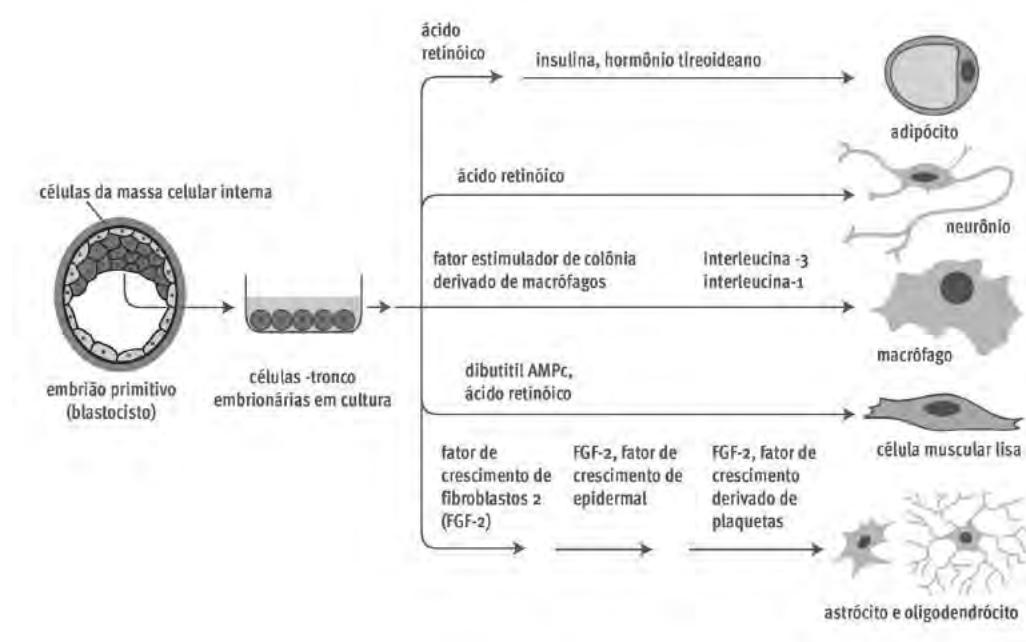 ácido
retinóico
insulina, hormônio tireoideano
adipócito
ácido retinóico
neurônio
células da massa celular interna
fator estimulador de colônia
derivado de macrófagos
interleucina -3
interleucina-1
macrófago
embrião primitivo
(blastocisto)
células -tronco
embrionárias em cultura
dibutitil AMPc,
ácido retinóico
célula muscular lisa
fator de
crescimento de
fibroblastos 2
(FGF-2)
FGF-2, fator de
crescimento de
epidermal
FGF-2, fator de
crescimento
derivado de
plaquetas
astrócito e oligodendrócito